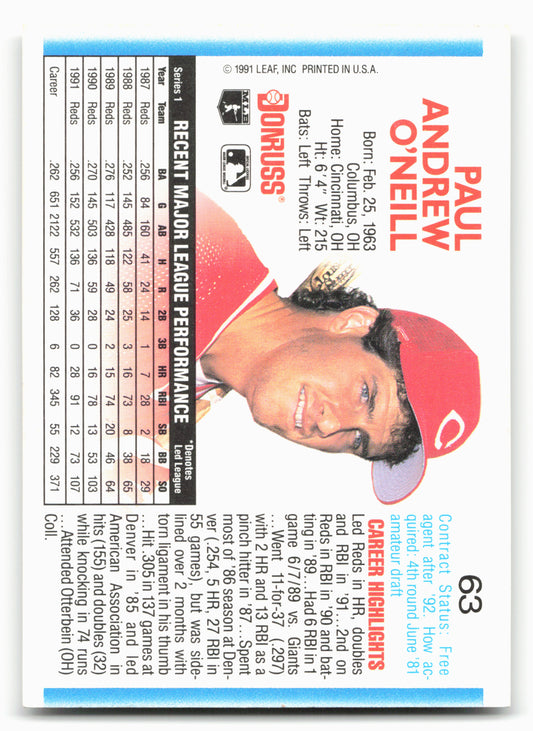 63
PAUL
ANDREW
O'NEILL
Born: Feb. 25, 1963
Columbus, OH
Home: Cincinnati, OH
Ht: 6' 4" Wt: 215
Bats: Left Throws: Left
DONRUSS®
© 1991 LEAF, INC PRINTED IN U.S.A.
Contract Status: Free
agent after '92. How ac-
quired: 4th round June '81
amateur draft
CAREER HIGHLIGHTS
Led Reds in HR, doubles
and RBI in '91...2nd on
Reds in RBI in '90 and bat-
ting in '89...Had 6 RBI in 1
game 6/7/89 vs. Giants
...Went 11-for-37 (.297)
with 2 HR and 13 RBI as a
pinch hitter in '87...Spent
most of '86 season at Den-
ver (.254, 5 HR, 27 RBI in
55 games), but was side-
lined over 2 months with
torn ligament in his thumb
...Hit .305 in 137 games at
Denver in '85 and led
American Association in
hits (155) and doubles (32)
while knocking in 74 runs
...Attended Otterbein (OH)
Coll.
Series 1 RECENT MAJOR LEAGUE PERFORMANCE *Denotes
Led League
Year Team BA G AB H R 2B 3B HR RBI SB BB SO
1987 Reds .256 84 160 41 24 14 1 7 28 2 18 29
1988 Reds .252 145 485 122 58 25 3 16 73 8 38 65
1989 Reds .276 117 428 118 49 24 2 15 74 20 46 64
1990 Reds .270 145 503 136 59 28 0 16 78 13 53 103
1991 Reds .256 152 532 136 71 36 0 28 91 12 73 107
Career .262 651 2122 557 262 128 6 82 345 55 229 371